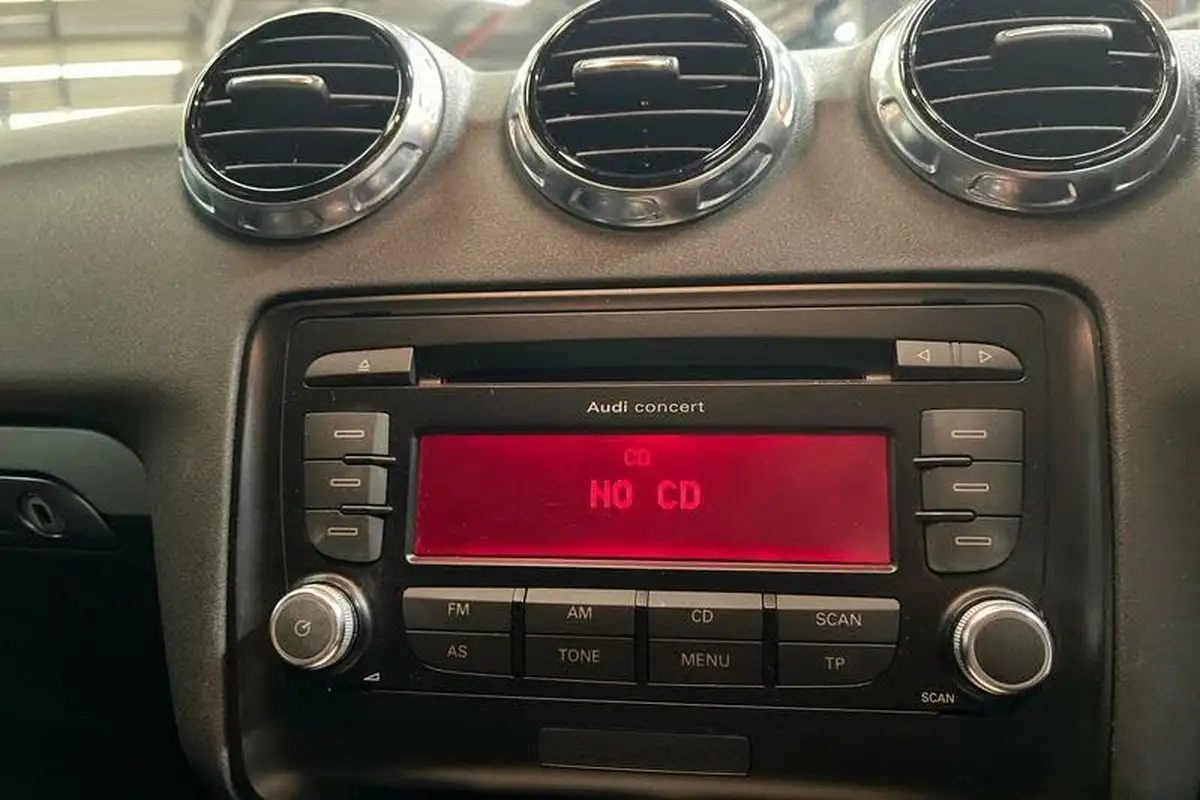 Audi concert
CD
NO CD
FM AM CD SCAN
AS TONE MENU TP
SCAN